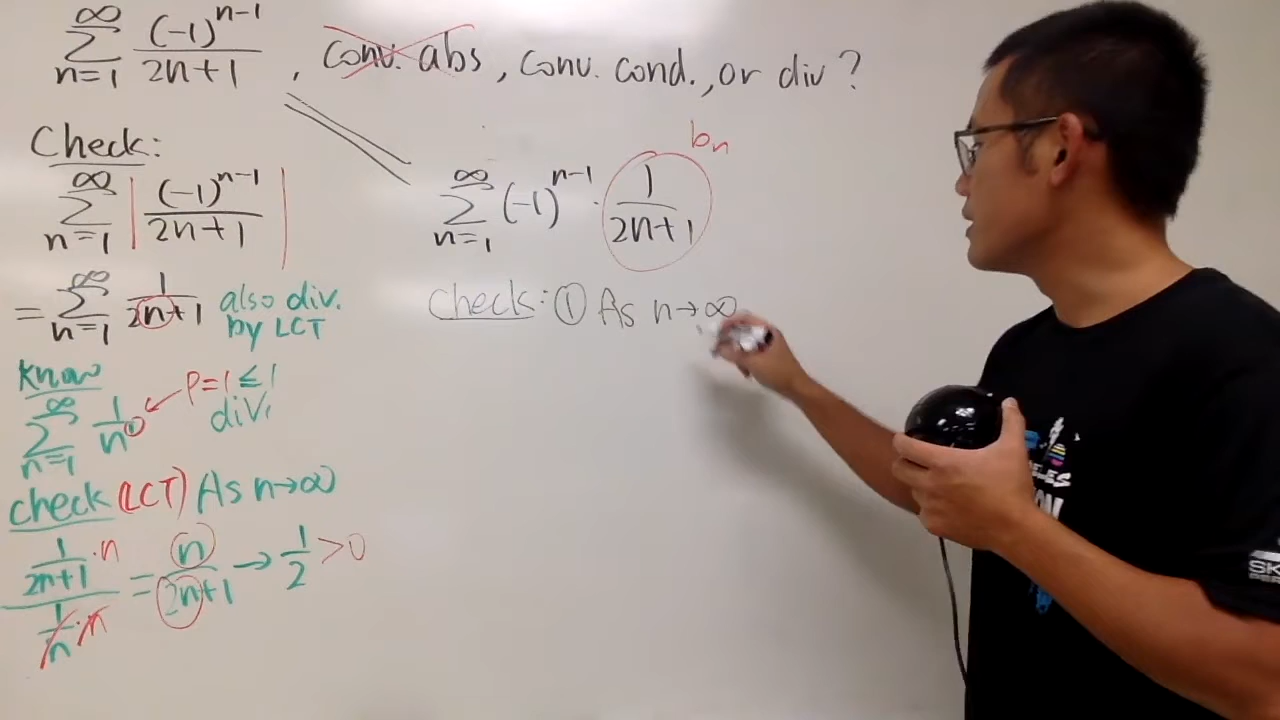 ∞∑n=1 (-1)^(n-1)/(2n+1), conv. abs, conv. cond., or div?
Check:
∞∑n=1 |(-1)^(n-1)/(2n+1)|
= ∞∑n=1 1/(2n+1) also div. by LCT
know
∞∑n=1 1/n P=1≤1 div.
check (LCT) As n→∞
(1/(2n+1) · n)/(1/n · n) = n/(2n+1) → 1/2 > 0
bn
∞∑n=1 (-1)^(n-1) · 1/(2n+1)
Check: ① As n→∞